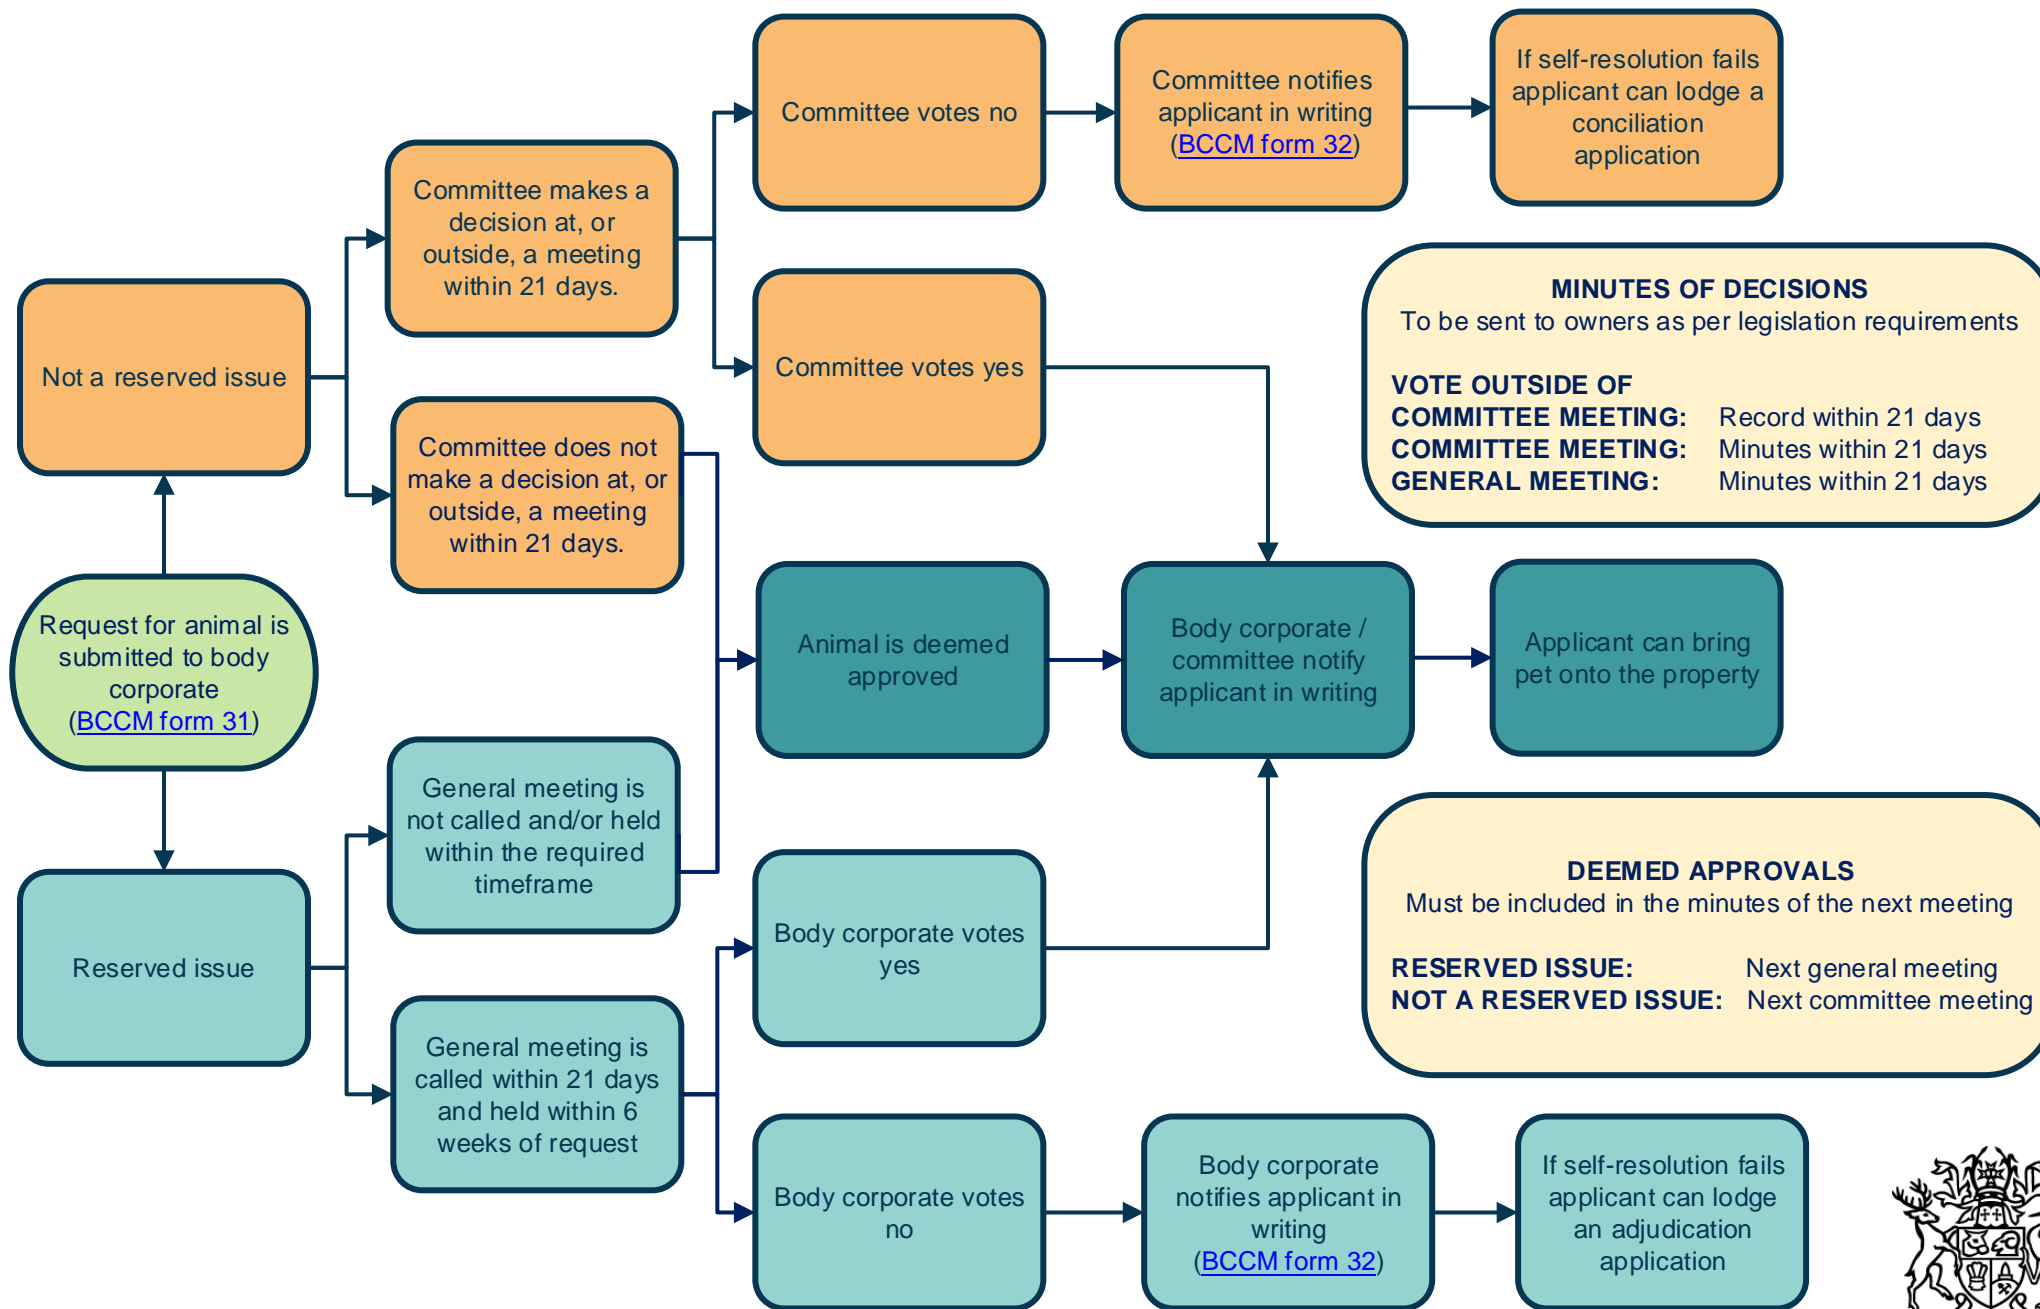 Request for animal is
submitted to body
corporate
(BCCM form 31)
Not a reserved issue
Committee makes a
decision at, or
outside, a meeting
within 21 days.
Committee votes no
Committee notifies
applicant in writing
(BCCM form 32)
If self-resolution fails
applicant can lodge a
conciliation
application
Committee votes yes
Committee does not
make a decision at, or
outside, a meeting
within 21 days.
MINUTES OF DECISIONS
To be sent to owners as per legislation requirements
VOTE OUTSIDE OF
COMMITTEE MEETING: Record within 21 days
COMMITTEE MEETING: Minutes within 21 days
GENERAL MEETING: Minutes within 21 days
Animal is deemed
approved
Body corporate /
committee notify
applicant in writing
Applicant can bring
pet onto the property
Reserved issue
General meeting is
not called and/or held
within the required
timeframe
General meeting is
called within 21 days
and held within 6
weeks of request
Body corporate votes
yes
DEEMED APPROVALS
Must be included in the minutes of the next meeting
RESERVED ISSUE: Next general meeting
NOT A RESERVED ISSUE: Next committee meeting
Body corporate votes
no
Body corporate
notifies applicant in
writing
(BCCM form 32)
If self-resolution fails
applicant can lodge
an adjudication
application